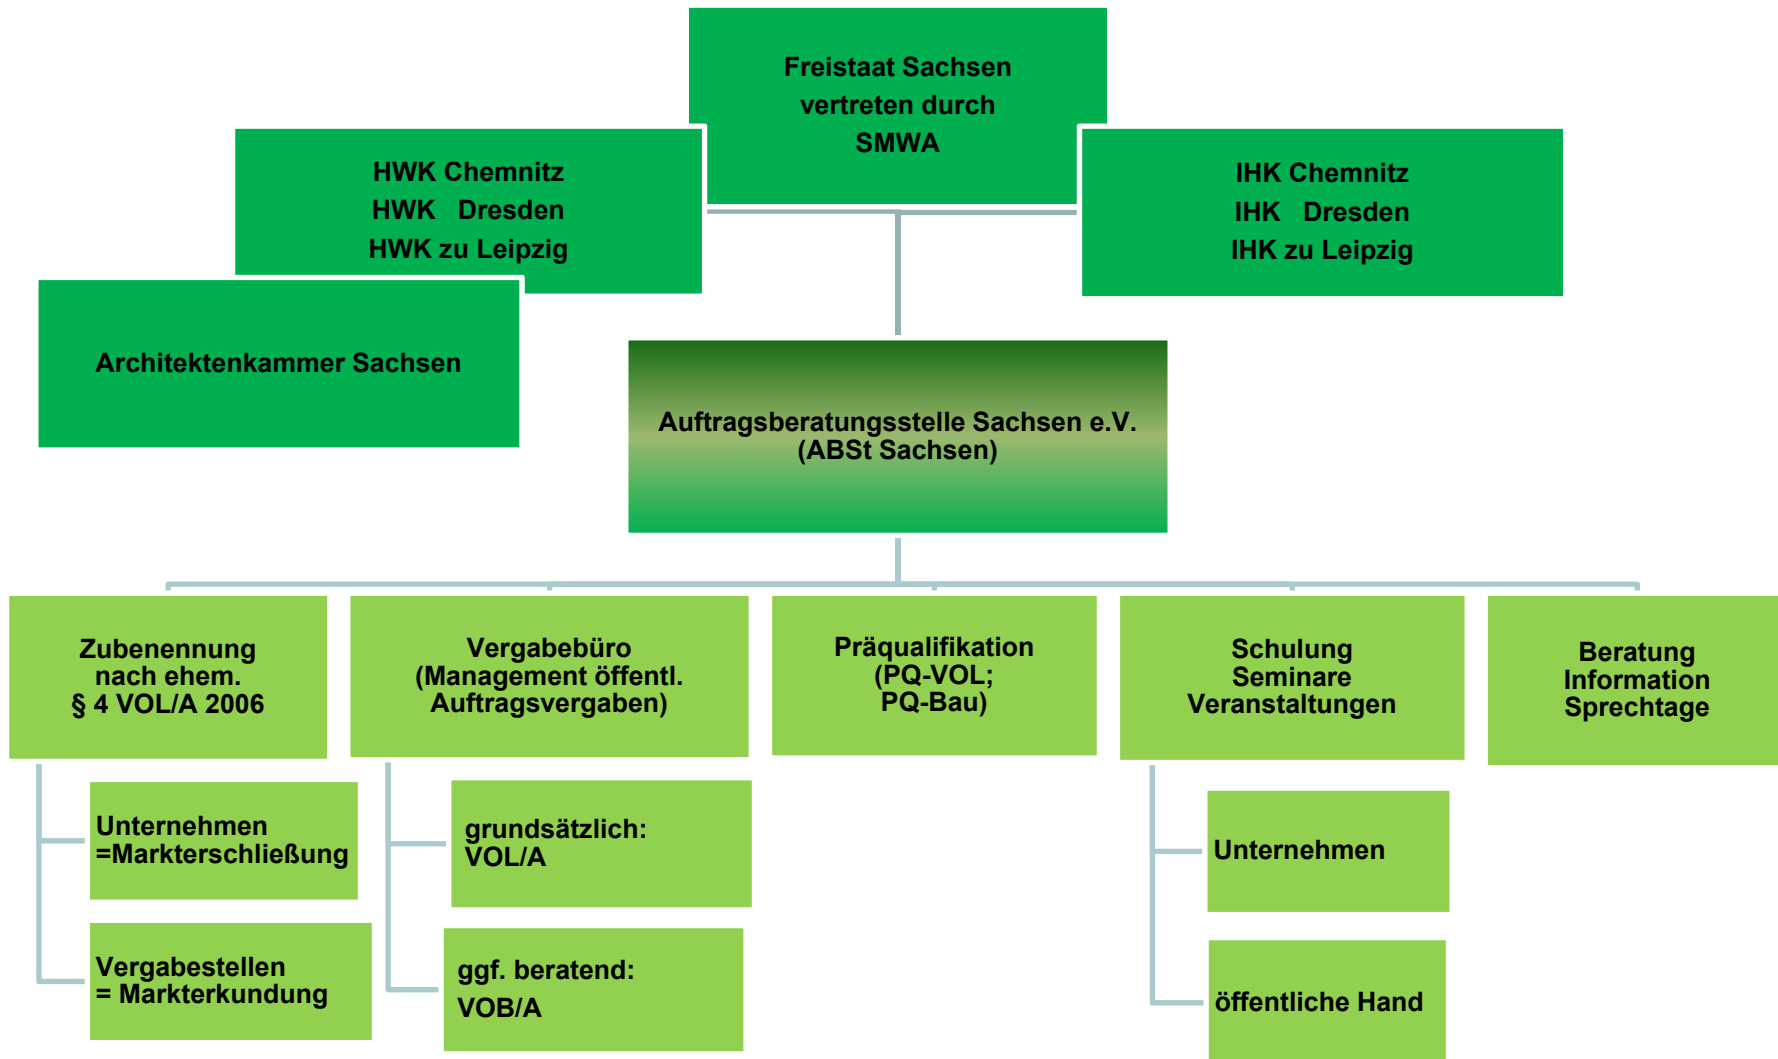 Freistaat Sachsen
vertreten durch
SMWA
HWK Chemnitz
HWK Dresden
HWK zu Leipzig
IHK Chemnitz
IHK Dresden
IHK zu Leipzig
Architektenkammer Sachsen
Auftragsberatungsstelle Sachsen e.V.
(ABSt Sachsen)
Zubenennung
nach ehem.
§ 4 VOL/A 2006
Vergabebüro
(Management öffentl.
Auftragsvergaben)
Präqualifikation
(PQ-VOL;
PQ-Bau)
Schulung
Seminare
Veranstaltungen
Beratung
Information
Sprechtage
Unternehmen
=Markterschließung
Vergabestellen
= Markterkundung
grundsätzlich:
VOL/A
ggf. beratend:
VOB/A
Unternehmen
öffentliche Hand